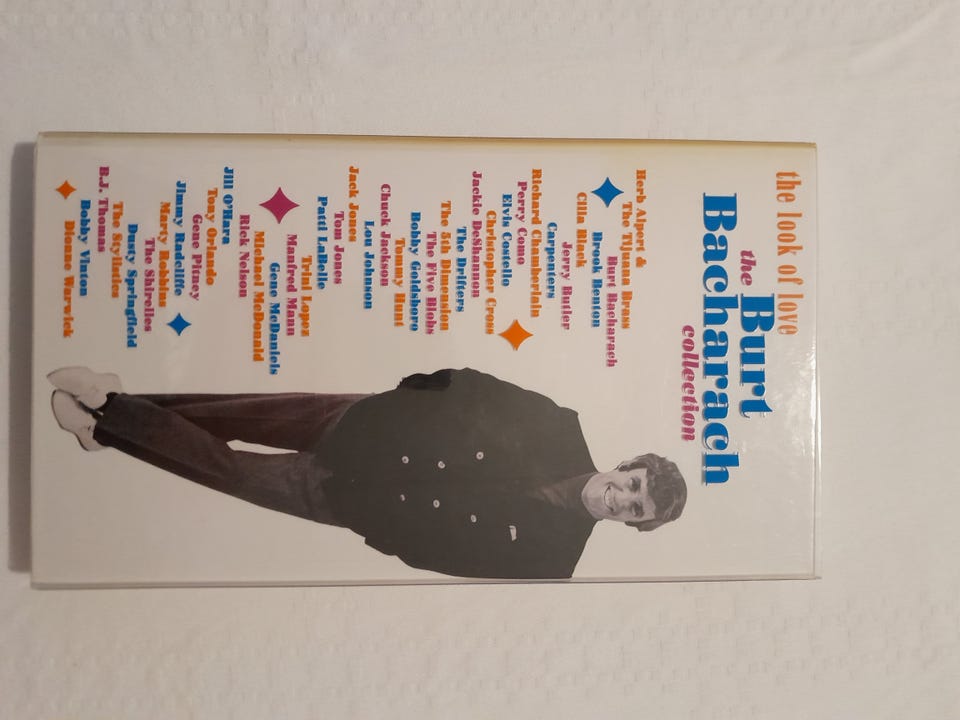 the look of love
the Burt
Bacharach
collection
Herb Alpert &
The Tijuana Brass
Burt Bacharach
Brook Benton
Cilla Black
Jerry Butler
Carpenters
Richard Chamberlain
Perry Como
Elvis Costello
Christopher Cross
Jackie DeShannon
The Drifters
The 5th Dimension
The Five Blobs
Bobby Goldsboro
Tommy Hunt
Chuck Jackson
Lou Johnson
Jack Jones
Tom Jones
Patti LaBelle
Trini Lopez
Manfred Mann
Gene McDaniels
Michael McDonald
Rick Nelson
Jill O'Hara
Tony Orlando
Gene Pitney
Jimmy Radcliffe
Marty Robbins
The Shirelles
Dusty Springfield
The Stylistics
B.J. Thomas
Bobby Vinton
Dionne Warwick